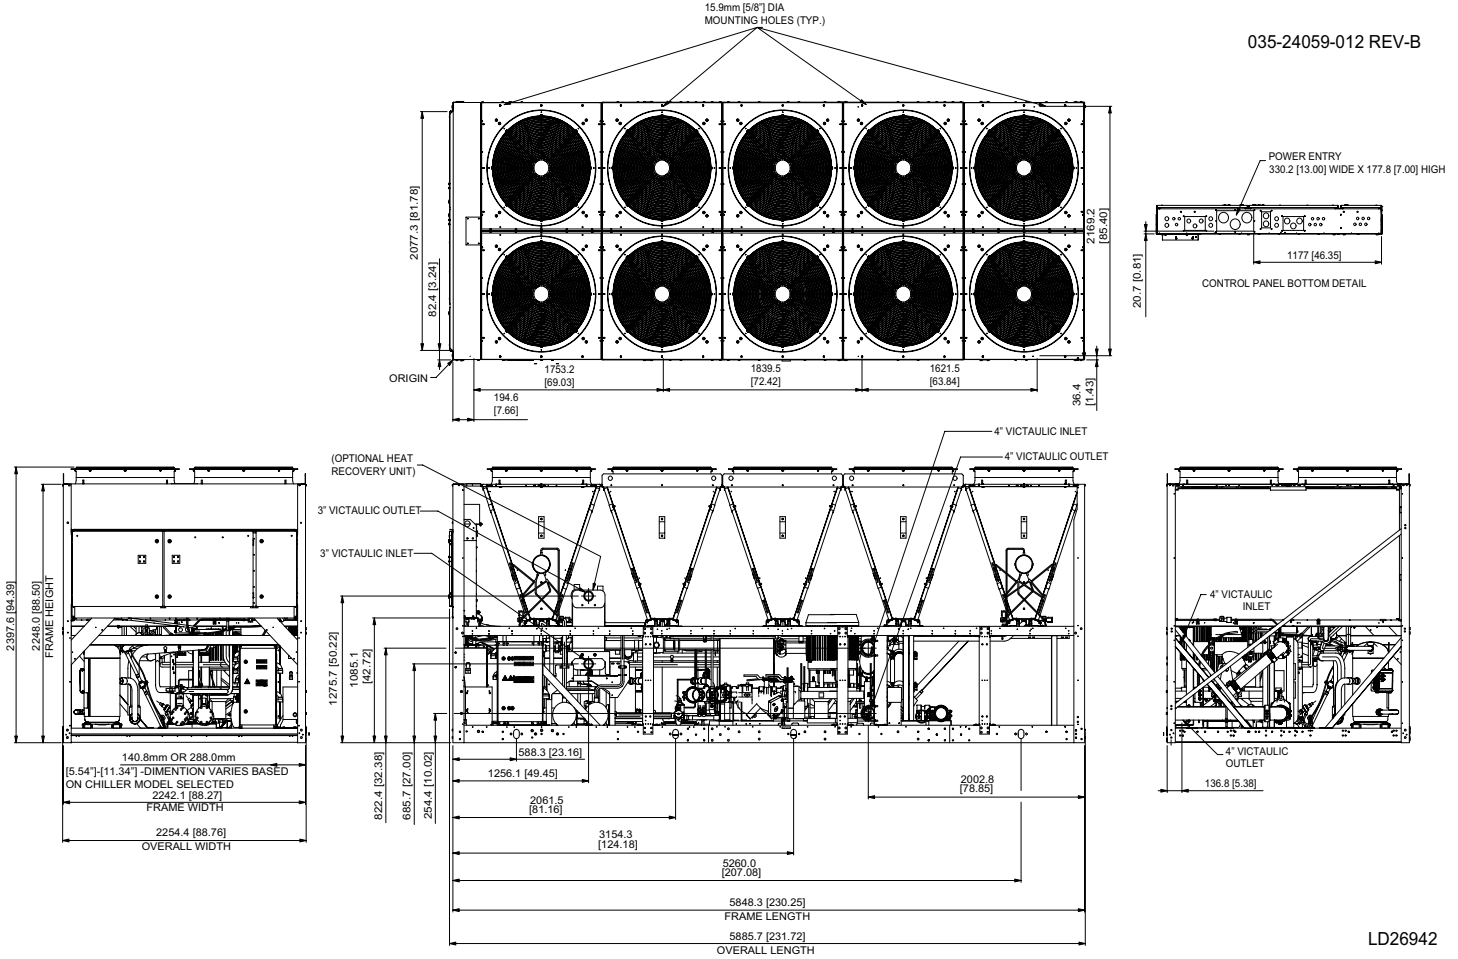 15.9mm [5/8"] DIA
MOUNTING HOLES (TYP.)
035-24059-012 REV-B
2077.3 [81.78]
82.4 [3.24]
2169.2
[85.40]
ORIGIN
1753.2
[69.03]
1839.5
[72.42]
1621.5
[63.84]
194.6
[7.66]
36.4
[1.43]
POWER ENTRY
330.2 [13.00] WIDE X 177.8 [7.00] HIGH
1177 [46.35]
20.7 [0.81]
CONTROL PANEL BOTTOM DETAIL
2397.6 [94.39]
2248.0 [88.50]
FRAME HEIGHT
140.8mm OR 288.0mm
[5.54"]-[11.34"] -DIMENTION VARIES BASED
ON CHILLER MODEL SELECTED
2242.1 [88.27]
FRAME WIDTH
2254.4 [88.76]
OVERALL WIDTH
(OPTIONAL HEAT
RECOVERY UNIT)
3" VICTAULIC OUTLET
3" VICTAULIC INLET
4" VICTAULIC INLET
4" VICTAULIC OUTLET
1275.7 [50.22]
1085.1
[42.72]
822.4 [32.38]
685.7 [27.00]
254.4 [10.02]
588.3 [23.16]
1256.1 [49.45]
2061.5
[81.16]
3154.3
[124.18]
5260.0
[207.08]
2002.8
[78.85]
5848.3 [230.25]
FRAME LENGTH
5885.7 [231.72]
OVERALL LENGTH
4" VICTAULIC
INLET
4" VICTAULIC
OUTLET
136.8 [5.38]
LD26942